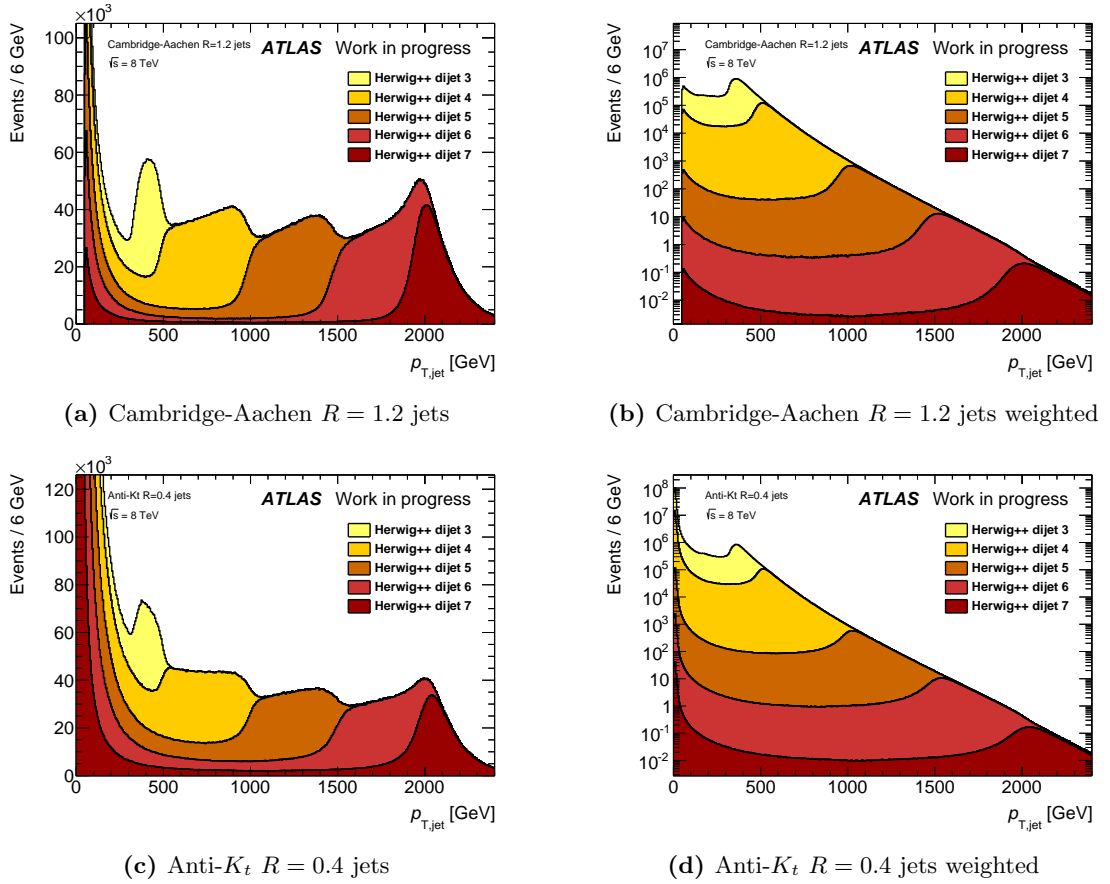 ×10³
Events / 6 GeV
Cambridge-Aachen R=1.2 jets
√s = 8 TeV
ATLAS Work in progress
Herwig++ dijet 3
Herwig++ dijet 4
Herwig++ dijet 5
Herwig++ dijet 6
Herwig++ dijet 7
100
80
60
40
20
0
0 500 1000 1500 2000
p_T,jet [GeV]
(a) Cambridge-Aachen R = 1.2 jets
Events / 6 GeV
Cambridge-Aachen R=1.2 jets
√s = 8 TeV
ATLAS Work in progress
Herwig++ dijet 3
Herwig++ dijet 4
Herwig++ dijet 5
Herwig++ dijet 6
Herwig++ dijet 7
10⁷
10⁶
10⁵
10⁴
10³
10²
10
1
10⁻¹
10⁻²
0 500 1000 1500 2000
p_T,jet [GeV]
(b) Cambridge-Aachen R = 1.2 jets weighted
×10³
Events / 6 GeV
Anti-Kt R=0.4 jets
√s = 8 TeV
ATLAS Work in progress
Herwig++ dijet 3
Herwig++ dijet 4
Herwig++ dijet 5
Herwig++ dijet 6
Herwig++ dijet 7
120
100
80
60
40
20
0
0 500 1000 1500 2000
p_T,jet [GeV]
(c) Anti-K_t R = 0.4 jets
Events / 6 GeV
Anti-Kt R=0.4 jets
√s = 8 TeV
ATLAS Work in progress
Herwig++ dijet 3
Herwig++ dijet 4
Herwig++ dijet 5
Herwig++ dijet 6
Herwig++ dijet 7
10⁸
10⁷
10⁶
10⁵
10⁴
10³
10²
10
1
10⁻¹
10⁻²
0 500 1000 1500 2000
p_T,jet [GeV]
(d) Anti-K_t R = 0.4 jets weighted